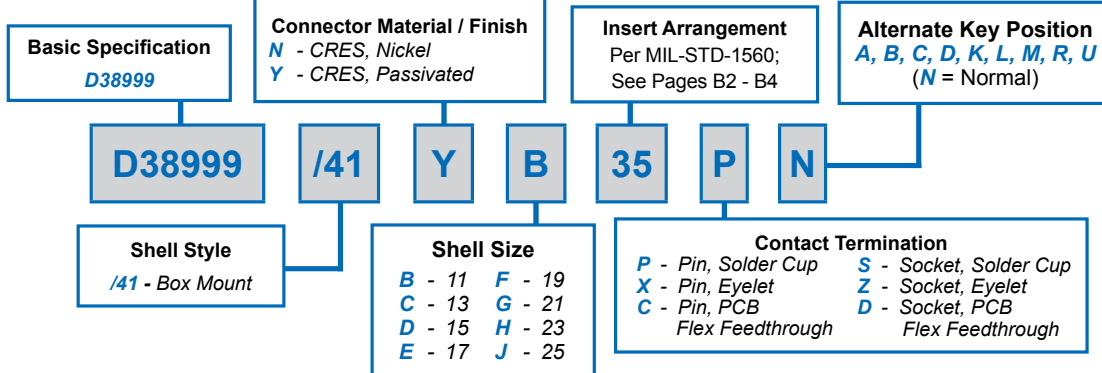 Basic Specification
D38999
Connector Material / Finish
N - CRES, Nickel
Y - CRES, Passivated
Insert Arrangement
Per MIL-STD-1560;
See Pages B2 - B4
Alternate Key Position
A, B, C, D, K, L, M, R, U
(N = Normal)
D38999 /41 Y B 35 P N
Shell Style
/41 - Box Mount
Shell Size
B - 11 F - 19
C - 13 G - 21
D - 15 H - 23
E - 17 J - 25
Contact Termination
P - Pin, Solder Cup S - Socket, Solder Cup
X - Pin, Eyelet Z - Socket, Eyelet
C - Pin, PCB D - Socket, PCB
Flex Feedthrough Flex Feedthrough